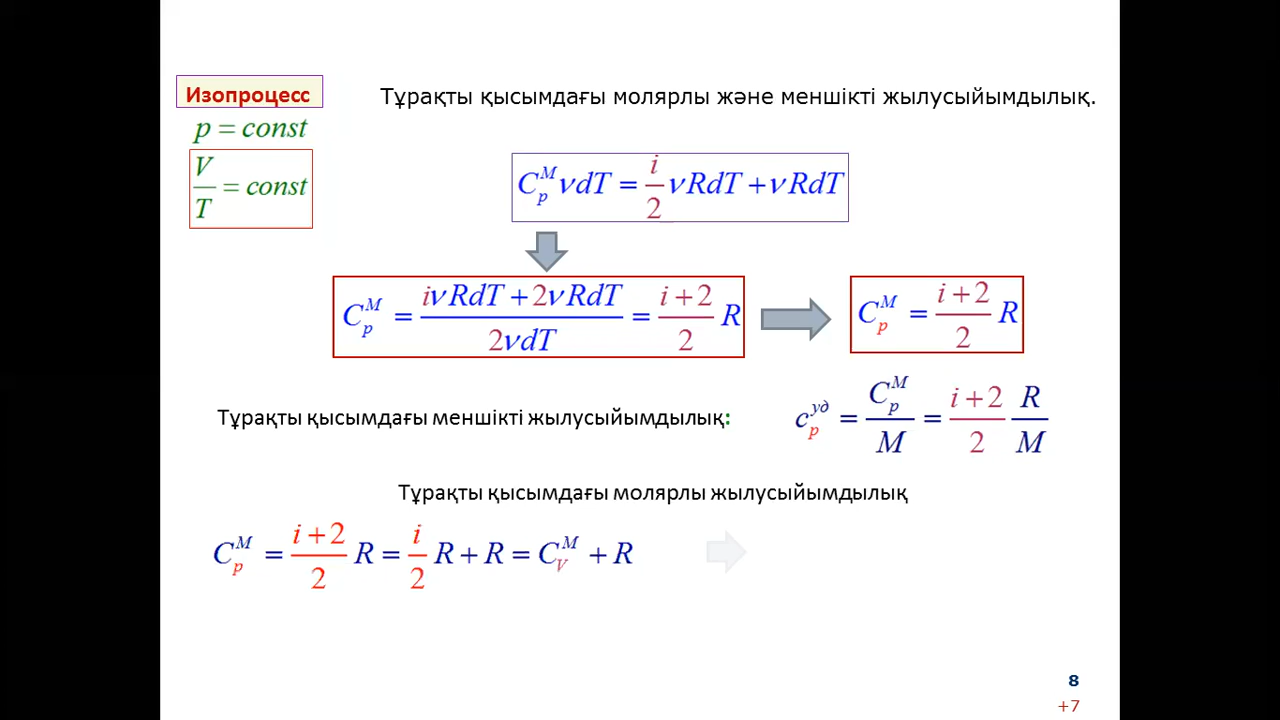 Изопроцесс
Тұрақты қысымдағы молярлы және меншікті жылусыйымдылық.
p = const
V/T = const
C_p^M νdT = i/2 νRdT + νRdT
C_p^M = (iνRdT + 2νRdT)/(2νdT) = (i+2)/2 R
C_p^M = (i+2)/2 R
Тұрақты қысымдағы меншікті жылусыйымдылық:
c_p^уд = C_p^M/M = (i+2)/2 R/M
Тұрақты қысымдағы молярлы жылусыйымдылық
C_p^M = (i+2)/2 R = i/2 R + R = C_V^M + R
8
+7